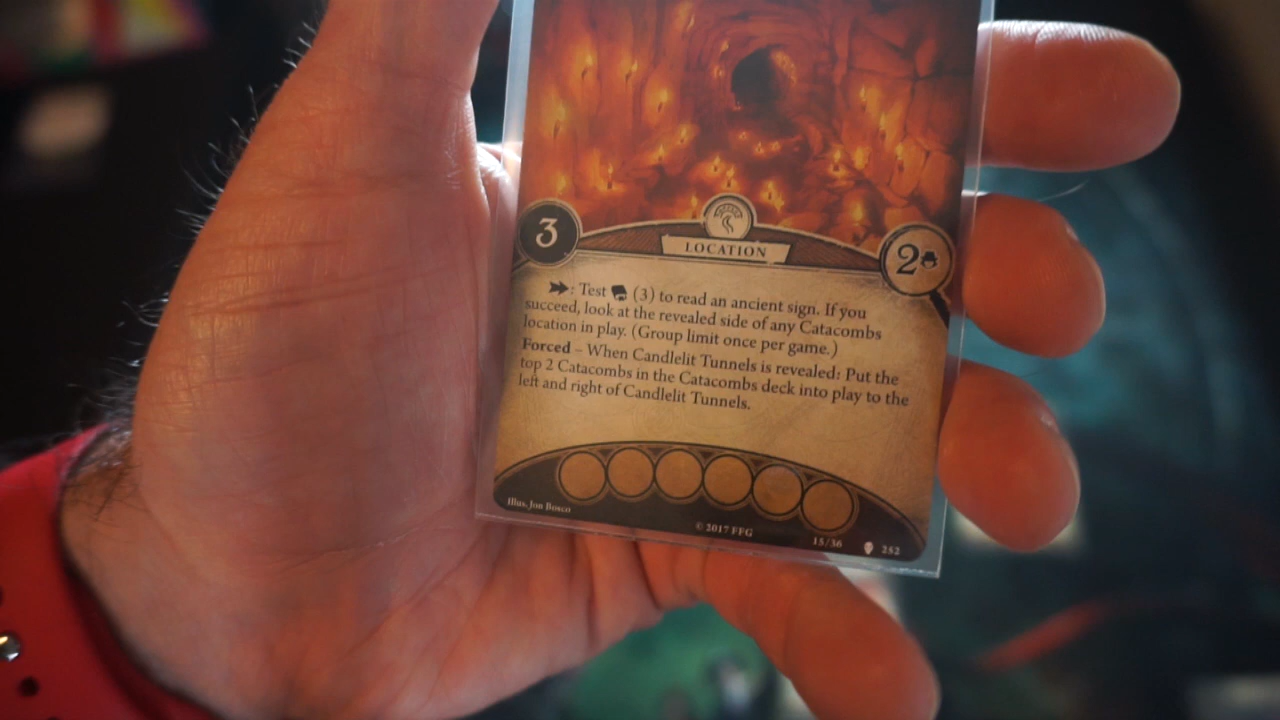 3
LOCATION
2
: Test (3) to read an ancient sign. If you
succeed, look at the revealed side of any Catacombs
location in play. (Group limit once per game.)
Forced – When Candlelit Tunnels is revealed: Put the
top 2 Catacombs in the Catacombs deck into play to the
left and right of Candlelit Tunnels.
Illus. Jon Bosco
© 2017 FFG
15/36
252